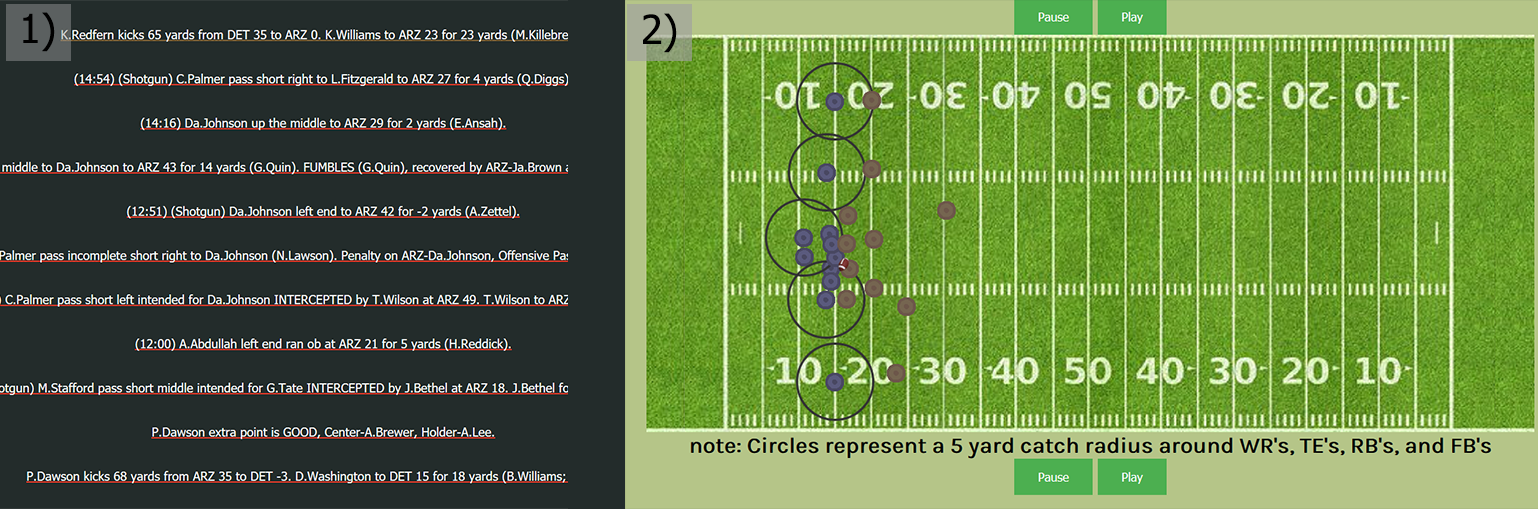 1)
K.Redfern kicks 65 yards from DET 35 to ARZ 0. K.Williams to ARZ 23 for 23 yards (M.Killebre
(14:54) (Shotgun) C.Palmer pass short right to L.Fitzgerald to ARZ 27 for 4 yards (Q.Diggs)
(14:16) Da.Johnson up the middle to ARZ 29 for 2 yards (E.Ansah).
middle to Da.Johnson to ARZ 43 for 14 yards (G.Quin). FUMBLES (G.Quin), recovered by ARZ-Ja.Brown a
(12:51) (Shotgun) Da.Johnson left end to ARZ 42 for -2 yards (A.Zettel).
Palmer pass incomplete short right to Da.Johnson (N.Lawson). Penalty on ARZ-Da.Johnson, Offensive Pas
) C.Palmer pass short left intended for Da.Johnson INTERCEPTED by T.Wilson at ARZ 49. T.Wilson to ARZ
(12:00) A.Abdullah left end ran ob at ARZ 21 for 5 yards (H.Reddick).
otgun) M.Stafford pass short middle intended for G.Tate INTERCEPTED by J.Bethel at ARZ 18. J.Bethel fo
P.Dawson extra point is GOOD, Center-A.Brewer, Holder-A.Lee.
P.Dawson kicks 68 yards from ARZ 35 to DET -3. D.Washington to DET 15 for 18 yards (B.Williams;
2)
Pause Play
10 20 30 40 50 40 30 20 10
10 20 30 40 50 40 30 20 10
note: Circles represent a 5 yard catch radius around WR's, TE's, RB's, and FB's
Pause Play